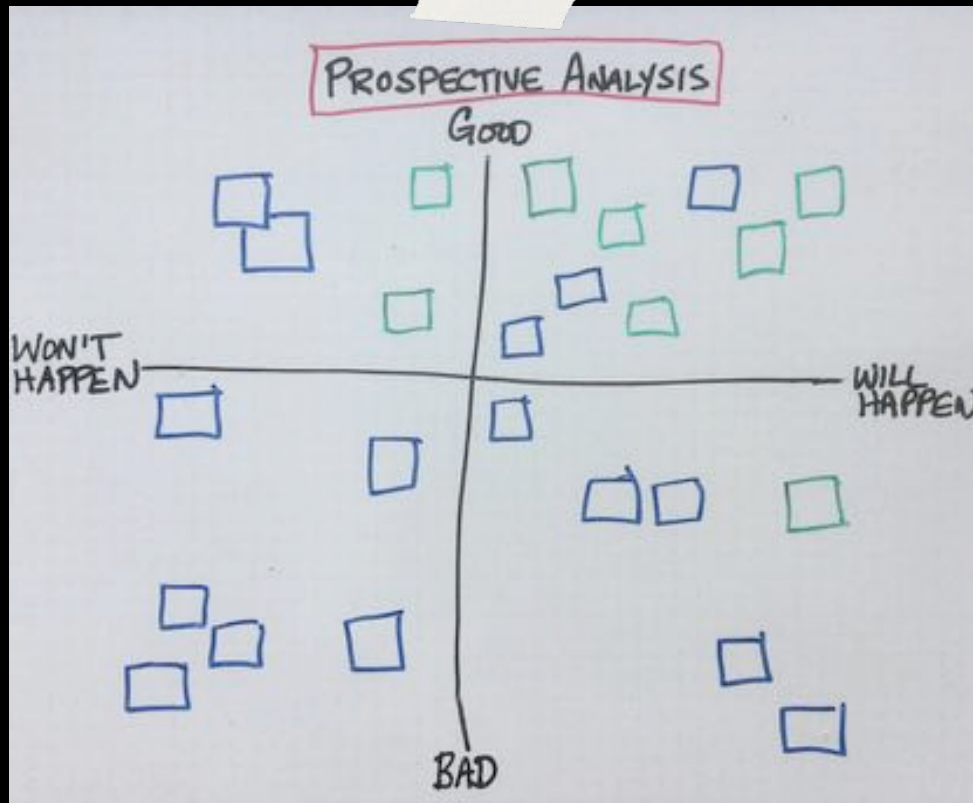 PROSPECTIVE ANALYSIS
GOOD
WON'T
HAPPEN
WILL
HAPPEN
BAD